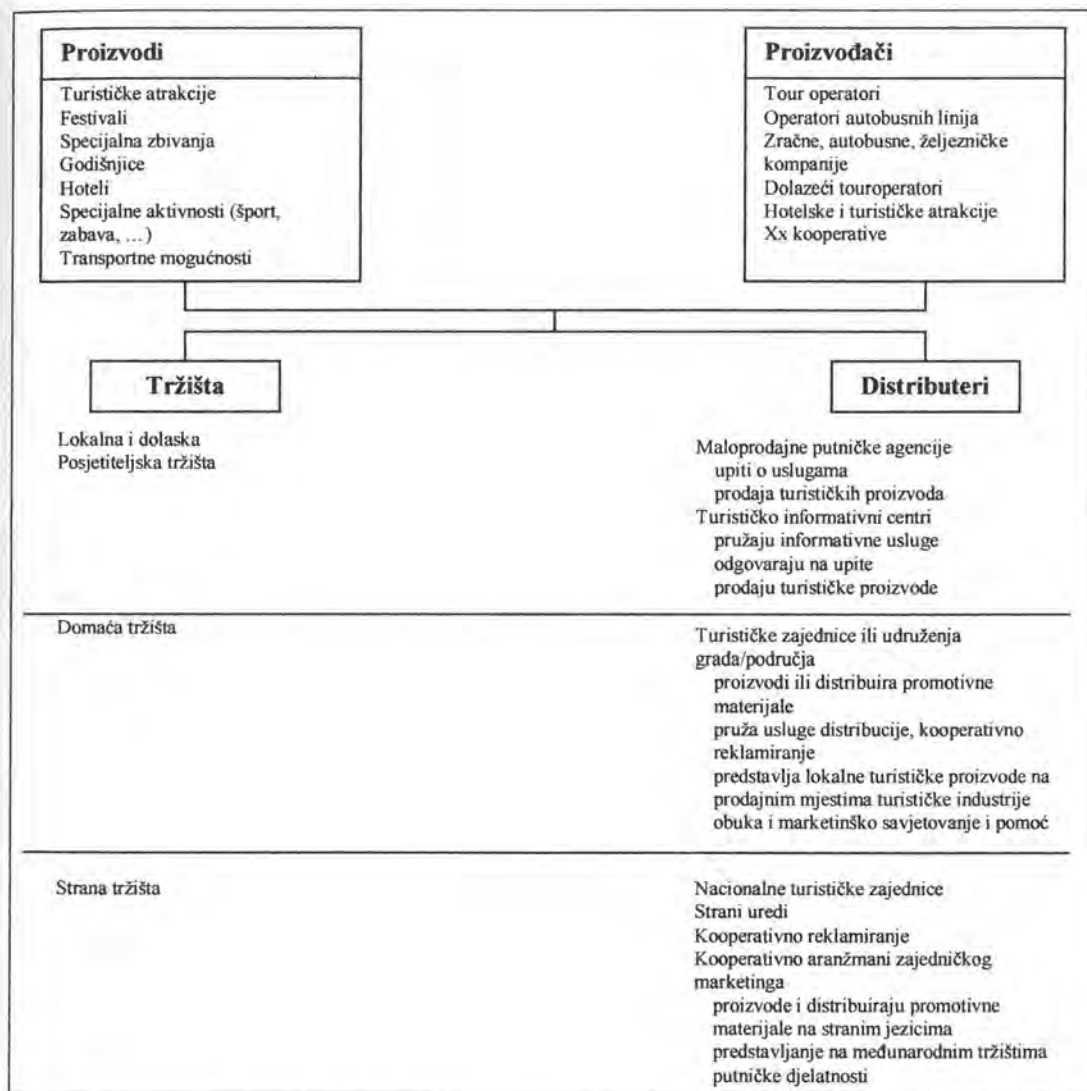 Proizvodi
Turističke atrakcije
Festivali
Specijalna zbivanja
Godišnjice
Hoteli
Specijalne aktivnosti (šport,
zabava, ...)
Transportne mogućnosti
Proizvođači
Tour operatori
Operatori autobusnih linija
Zračne, autobusne, željezničke
kompanije
Dolazeći touroperatori
Hotelske i turističke atrakcije
Xx kooperative
Tržišta
Distributeri
Lokalna i dolaska
Posjetiteljska tržišta
Maloprodajne putničke agencije
upiti o uslugama
prodaja turističkih proizvoda
Turističko informativni centri
pružaju informativne usluge
odgovaraju na upite
prodaju turističke proizvode
Domaća tržišta
Turističke zajednice ili udruženja
grada/područja
proizvodi ili distribuira promotivne
materijale
pruža usluge distribucije, kooperativno
reklamiranje
predstavlja lokalne turističke proizvode na
prodajnim mjestima turističke industrije
obuka i marketinško savjetovanje i pomoć
Strana tržišta
Nacionalne turističke zajednice
Strani uredi
Kooperativno reklamiranje
Kooperativno aranžmani zajedničkog
marketinga
proizvode i distribuiraju promotivne
materijale na stranim jezicima
predstavljanje na međunarodnim tržištima
putničke djelatnosti